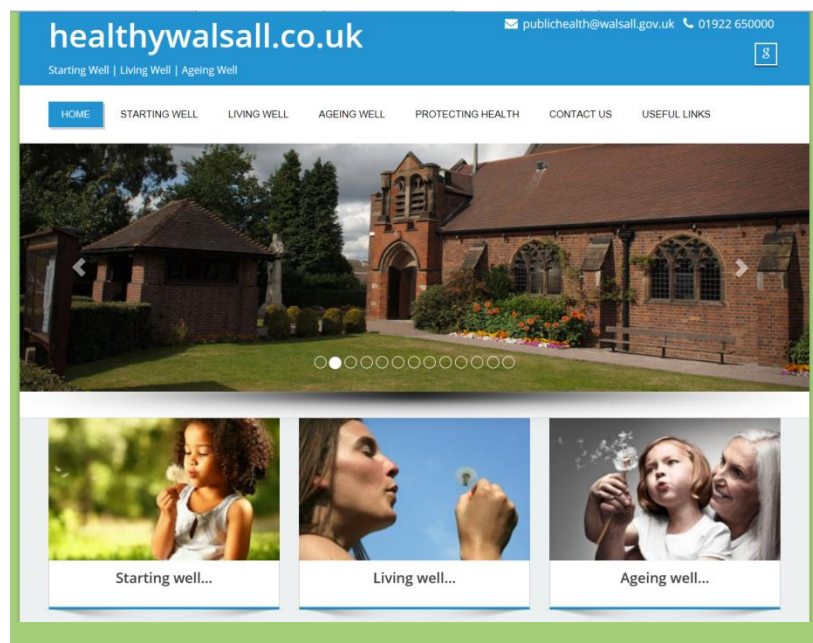 healthywalsall.co.uk
publichealth@walsall.gov.uk 01922 650000
g
Starting Well | Living Well | Ageing Well
HOME STARTING WELL LIVING WELL AGEING WELL PROTECTING HEALTH CONTACT US USEFUL LINKS
Starting well... Living well... Ageing well...